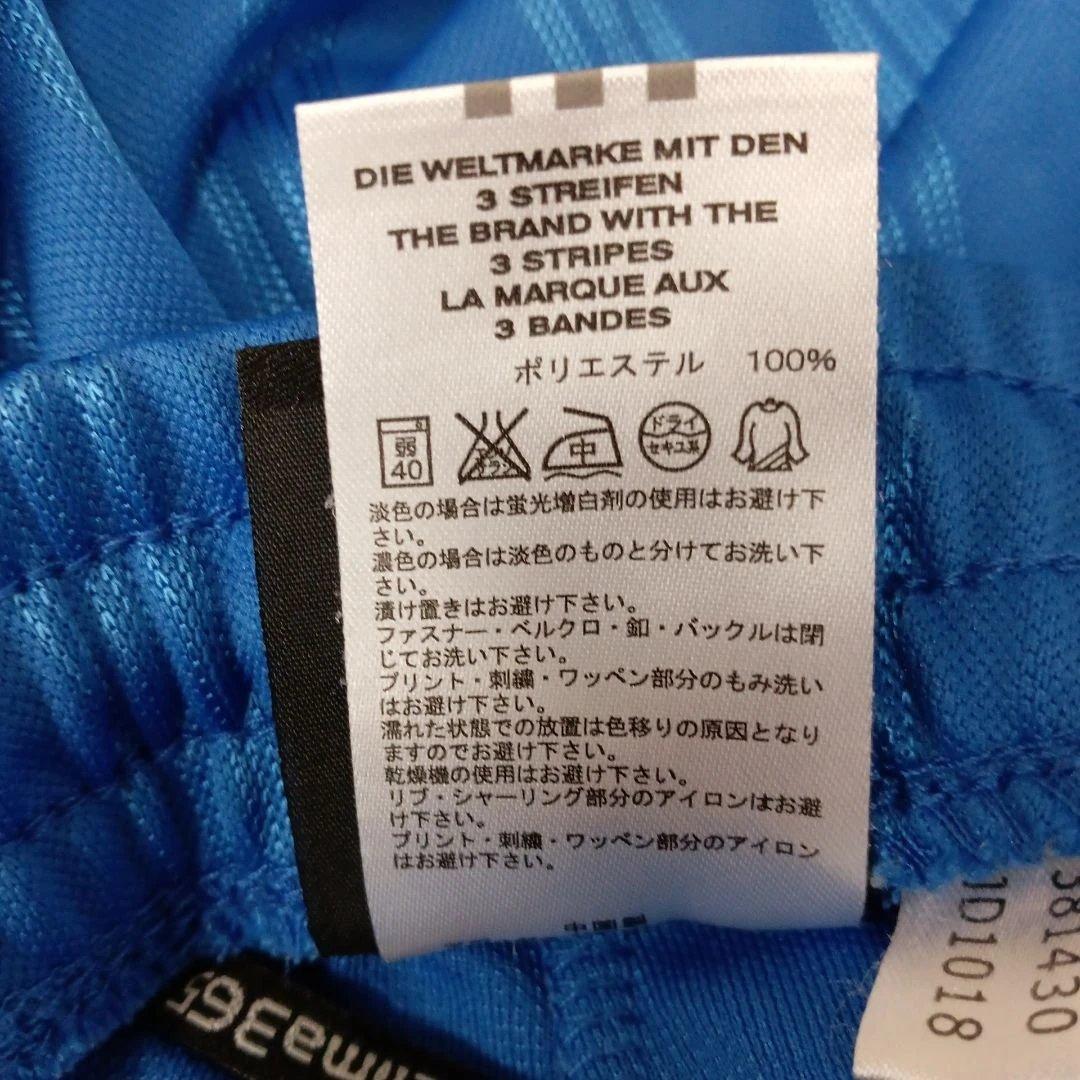 DIE WELTMARKE MIT DEN
3 STREIFEN
THE BRAND WITH THE
3 STRIPES
LA MARQUE AUX
3 BANDES
ポリエステル 100%
弱 40 中 ドライ セキユ系
淡色の場合は蛍光増白剤の使用はお避け下
さい。
濃色の場合は淡色のものと分けてお洗い下
さい。
漬け置きはお避け下さい。
ファスナー・ベルクロ・釦・バックルは閉
じてお洗い下さい。
プリント・刺繍・ワッペン部分のもみ洗い
はお避け下さい。
濡れた状態での放置は色移りの原因となり
ますのでお避け下さい。
乾燥機の使用はお避け下さい。
リブ・シャーリング部分のアイロンはお避
け下さい。
プリント・刺繍・ワッペン部分のアイロン
はお避け下さい。
中国製
381430
JD1018
ima365